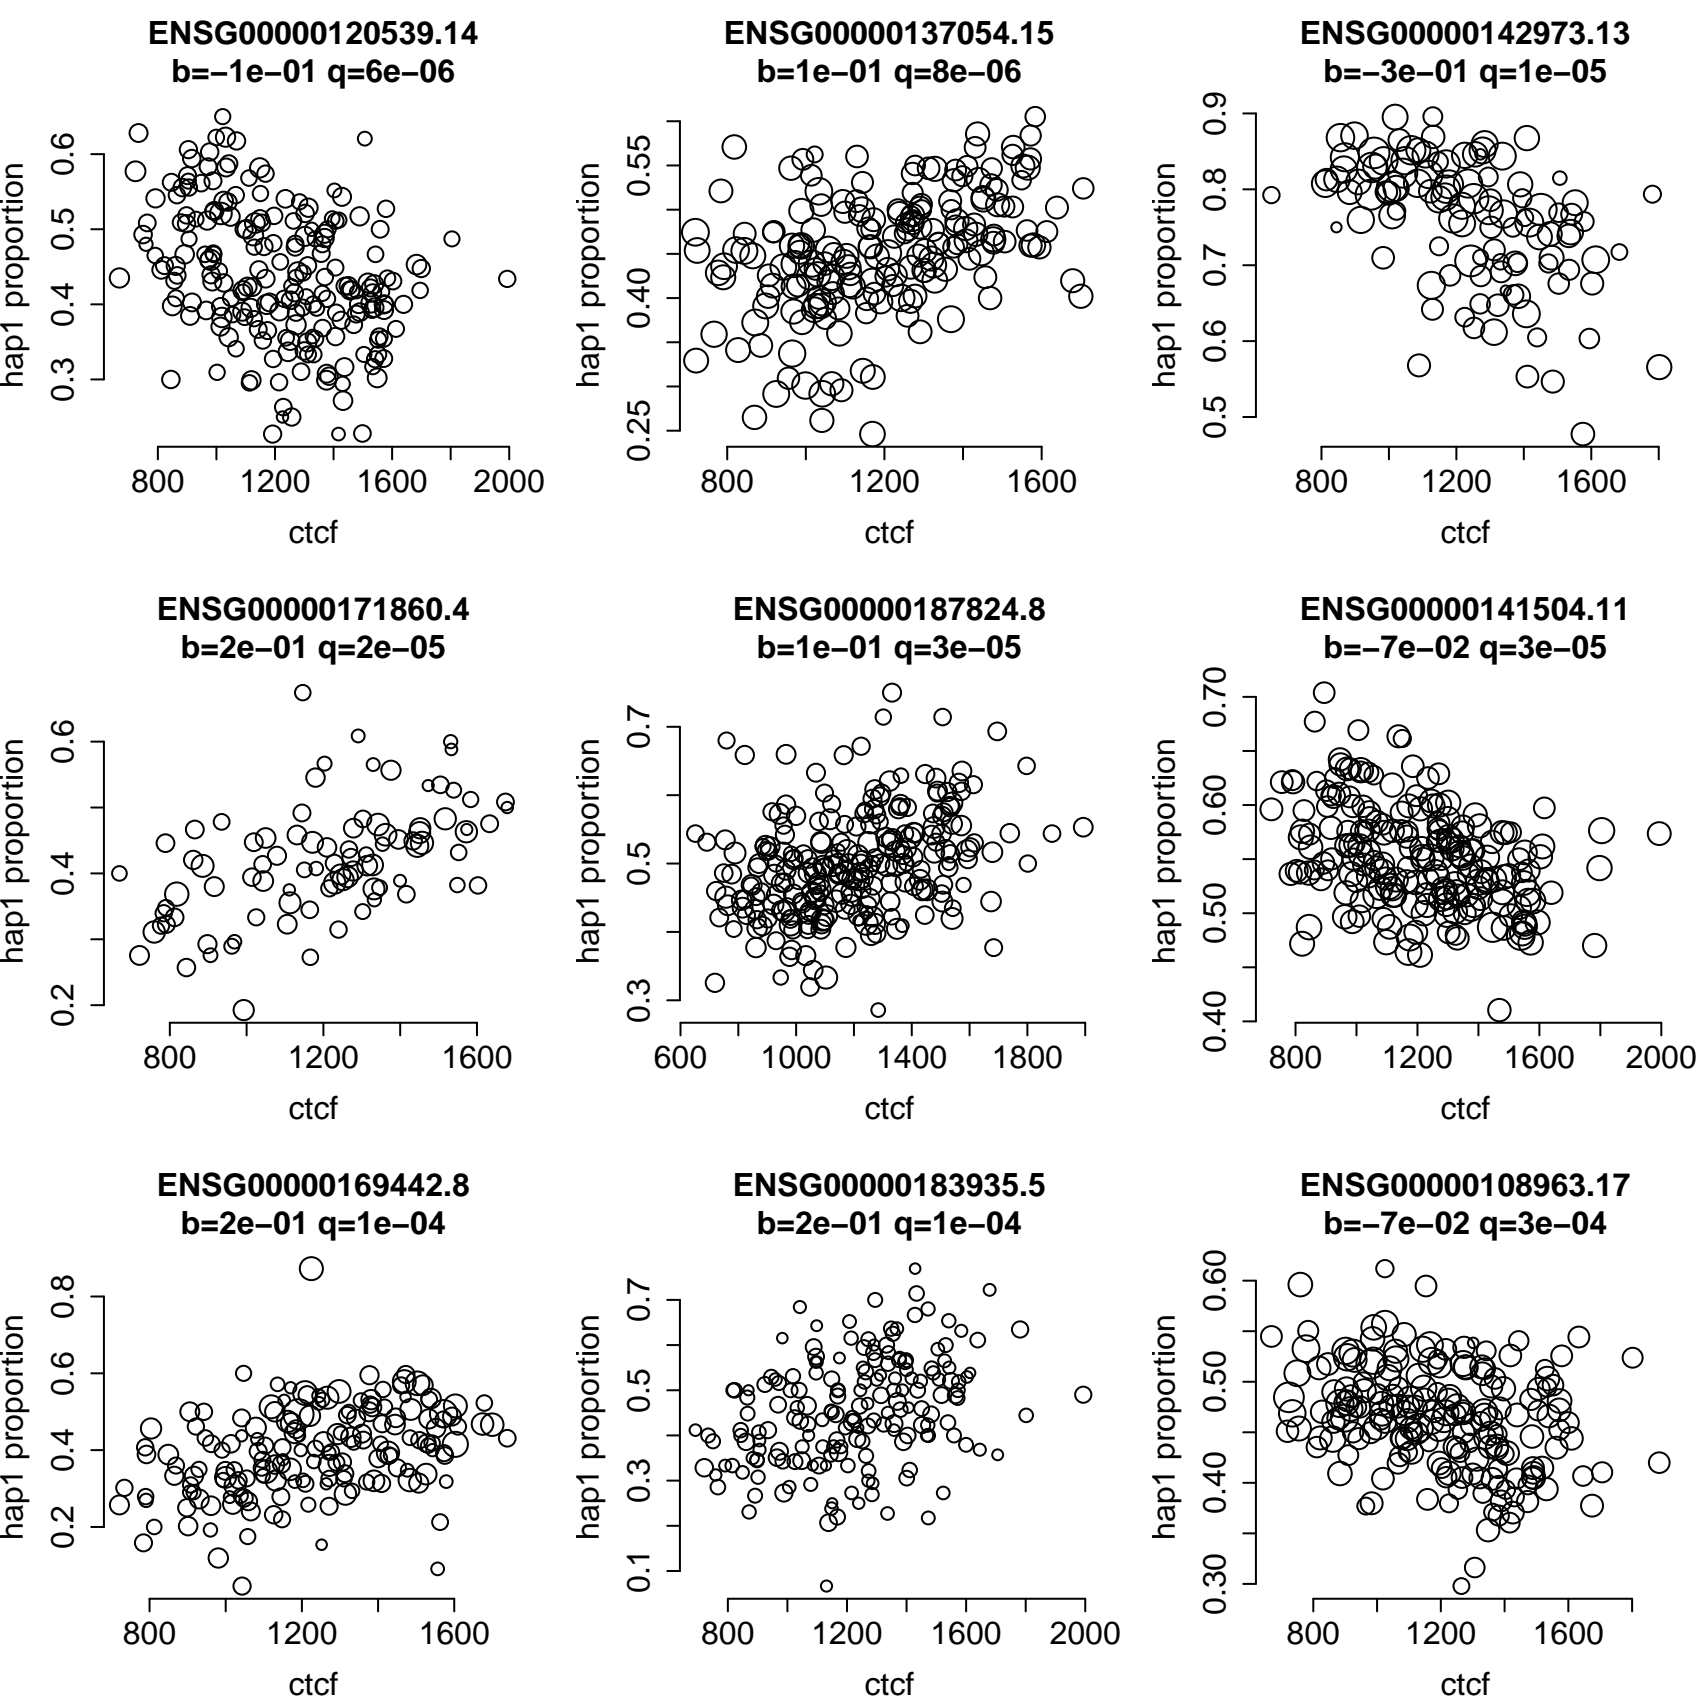 ENSG00000120539.14
b=−1e−01 q=6e−06
hap1 proportion
0.3 0.4 0.5 0.6
800 1200 1600 2000
ctcf
ENSG00000137054.15
b=1e−01 q=8e−06
hap1 proportion
0.25 0.40 0.55
800 1200 1600
ctcf
ENSG00000142973.13
b=−3e−01 q=1e−05
hap1 proportion
0.5 0.6 0.7 0.8 0.9
800 1200 1600
ctcf
ENSG00000171860.4
b=2e−01 q=2e−05
hap1 proportion
0.2 0.4 0.6
800 1200 1600
ctcf
ENSG00000187824.8
b=1e−01 q=3e−05
hap1 proportion
0.3 0.5 0.7
600 1000 1400 1800
ctcf
ENSG00000141504.11
b=−7e−02 q=3e−05
hap1 proportion
0.40 0.50 0.60 0.70
800 1200 1600 2000
ctcf
ENSG00000169442.8
b=2e−01 q=1e−04
hap1 proportion
0.2 0.4 0.6 0.8
800 1200 1600
ctcf
ENSG00000183935.5
b=2e−01 q=1e−04
hap1 proportion
0.1 0.3 0.5 0.7
800 1200 1600 2000
ctcf
ENSG00000108963.17
b=−7e−02 q=3e−04
hap1 proportion
0.30 0.40 0.50 0.60
800 1200 1600
ctcf